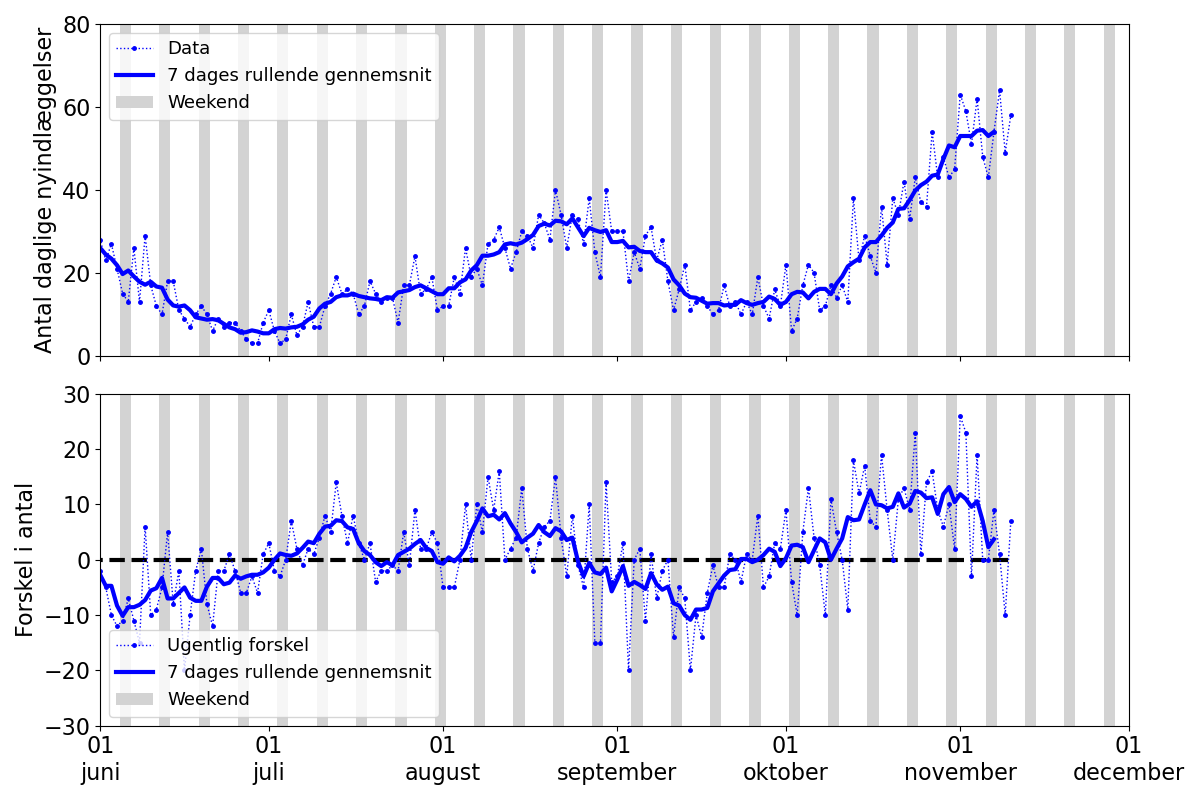 Antal daglige nyindlæggelser
80
60
40
20
0
Data
7 dages rullende gennemsnit
Weekend
Forskel i antal
30
20
10
0
−10
−20
−30
Ugentlig forskel
7 dages rullende gennemsnit
Weekend
01 01 01 01 01 01 01
juni juli august september oktober november december